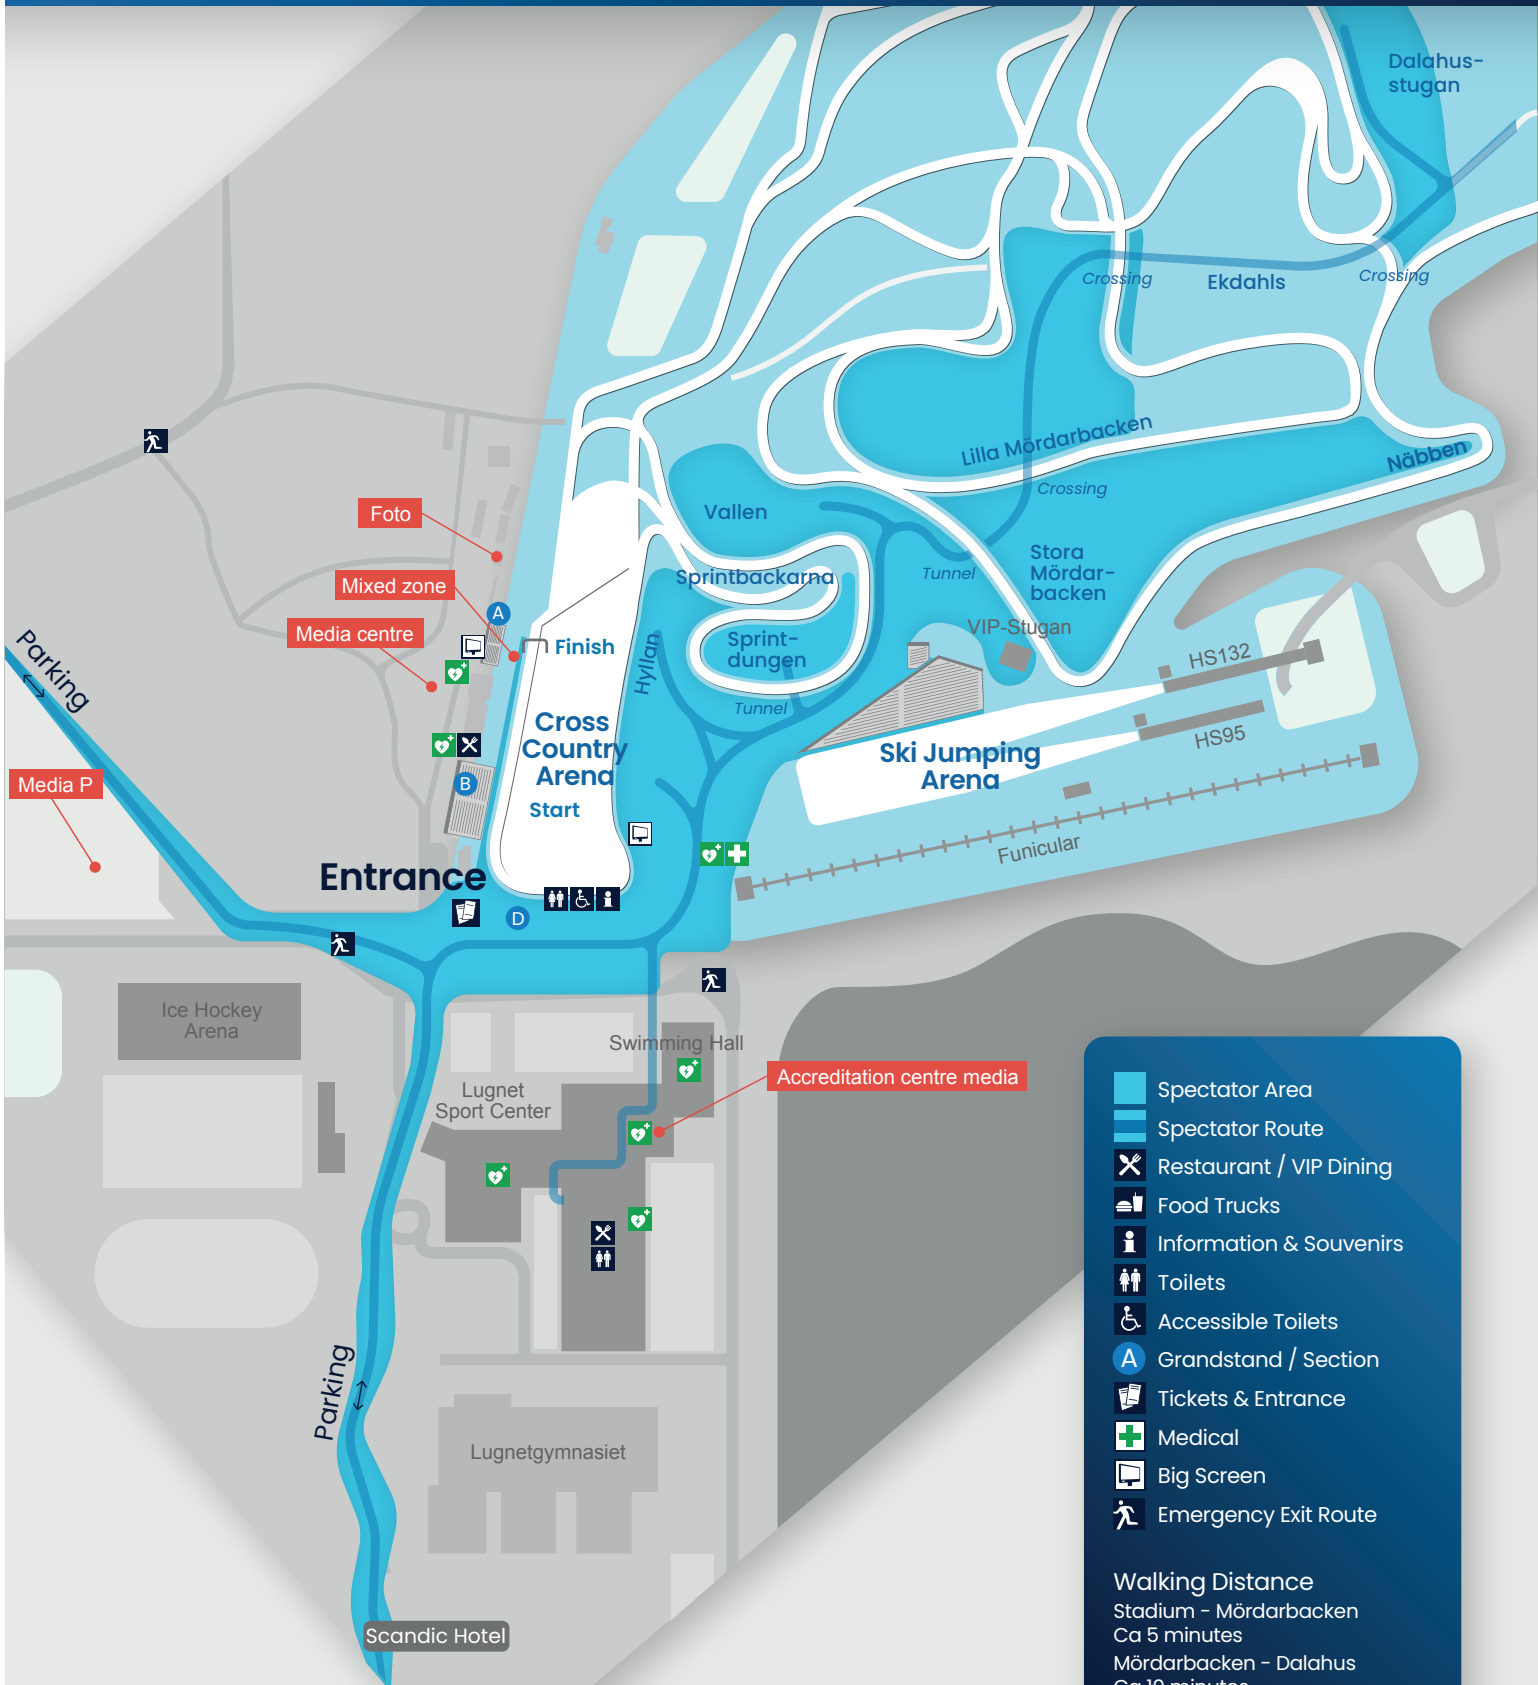 Dalahus-
stugan
Crossing
Ekdahls
Crossing
Lilla Mördarbacken
Näbben
Crossing
Foto
Vallen
Mixed zone
Sprintbackarna
Tunnel
Stora
Mördar-
backen
A
Media centre
Finish
Hyllan
Sprint-
dungen
VIP-Stugan
HS132
Parking
Tunnel
HS95
Cross
Country
Arena
Ski Jumping
Arena
Media P
B
Start
Funicular
Entrance
D
Ice Hockey
Arena
Swimming Hall
Accreditation centre media
Lugnet
Sport Center
Parking
Lugnetgymnasiet
Scandic Hotel
Spectator Area
Spectator Route
Restaurant / VIP Dining
Food Trucks
Information & Souvenirs
Toilets
Accessible Toilets
A Grandstand / Section
Tickets & Entrance
Medical
Big Screen
Emergency Exit Route
Walking Distance
Stadium - Mördarbacken
Ca 5 minutes
Mördarbacken - Dalahus
Ca 10 minutes